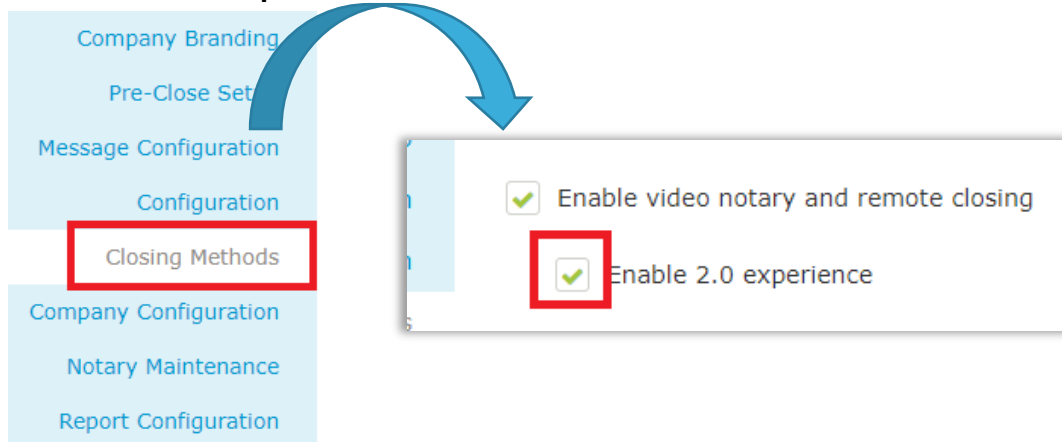 Company Branding
Pre-Close Set
Message Configuration
Configuration
Closing Methods
Company Configuration
Notary Maintenance
Report Configuration
Enable video notary and remote closing
Enable 2.0 experience